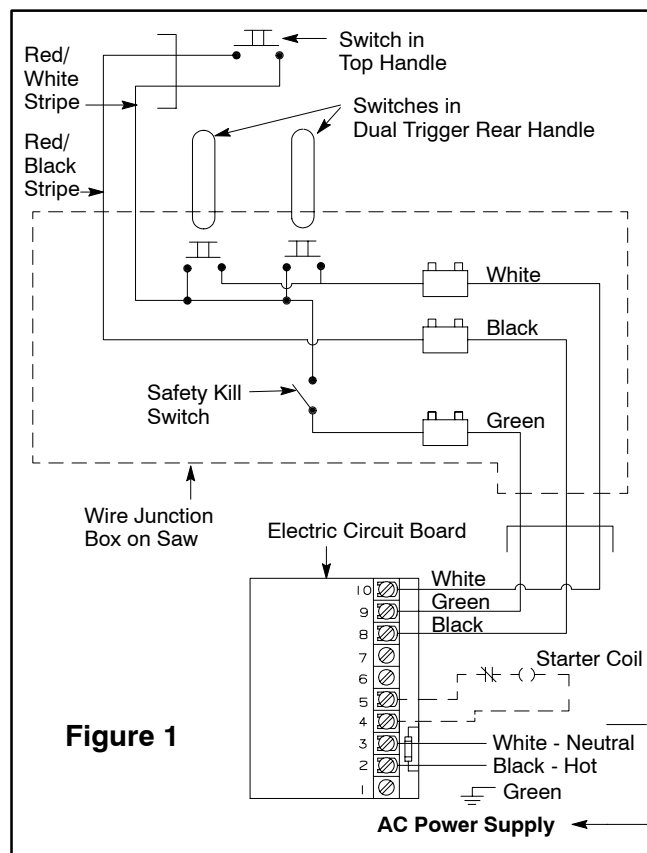 Switch in
Top Handle
Red/
White
Stripe
Switches in
Dual Trigger Rear Handle
Red/
Black
Stripe
White
Black
Safety Kill
Switch
Green
Wire Junction
Box on Saw
Electric Circuit Board
10 White
9 Green
8 Black
7
6
Starter Coil
5
4
Figure 1
3 White - Neutral
2 Black - Hot
1 Green
AC Power Supply